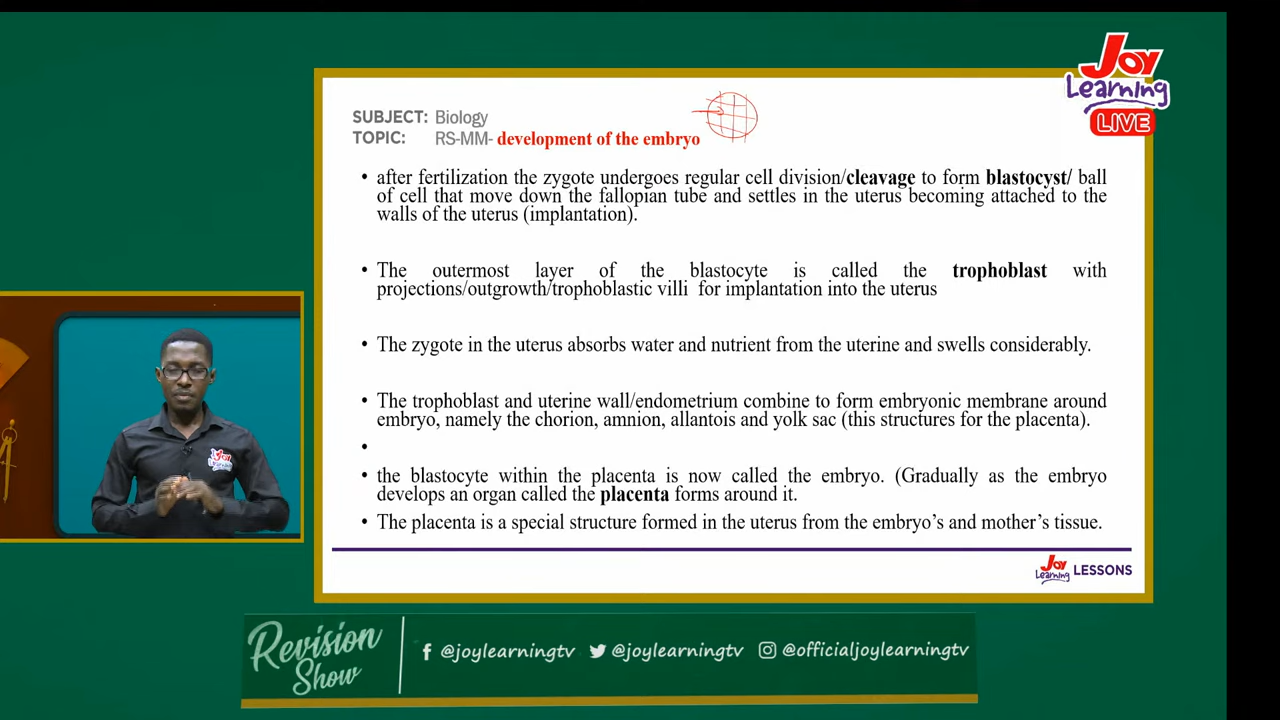 Joy
Learning
LIVE
SUBJECT: Biology
TOPIC: RS-MM- development of the embryo
• after fertilization the zygote undergoes regular cell division/cleavage to form blastocyst/ ball
of cell that move down the fallopian tube and settles in the uterus becoming attached to the
walls of the uterus (implantation).
• The outermost layer of the blastocyte is called the trophoblast with
projections/outgrowth/trophoblastic villi for implantation into the uterus
• The zygote in the uterus absorbs water and nutrient from the uterine and swells considerably.
• The trophoblast and uterine wall/endometrium combine to form embryonic membrane around
embryo, namely the chorion, amnion, allantois and yolk sac (this structures for the placenta).
•
• the blastocyte within the placenta is now called the embryo. (Gradually as the embryo
develops an organ called the placenta forms around it.
• The placenta is a special structure formed in the uterus from the embryo’s and mother’s tissue.
Joy
Learning LESSONS
Revision
Show
@joylearningtv @joylearningtv @officialjoylearningtv